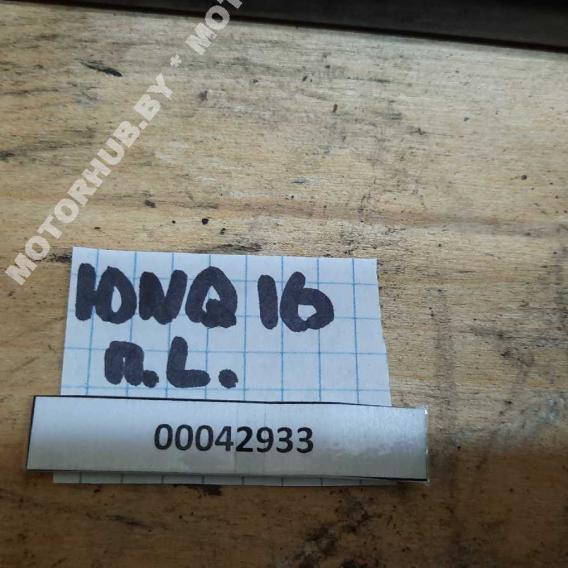 MOTORHUB.BY * MOT
IONQ 16
п.L.
00042933